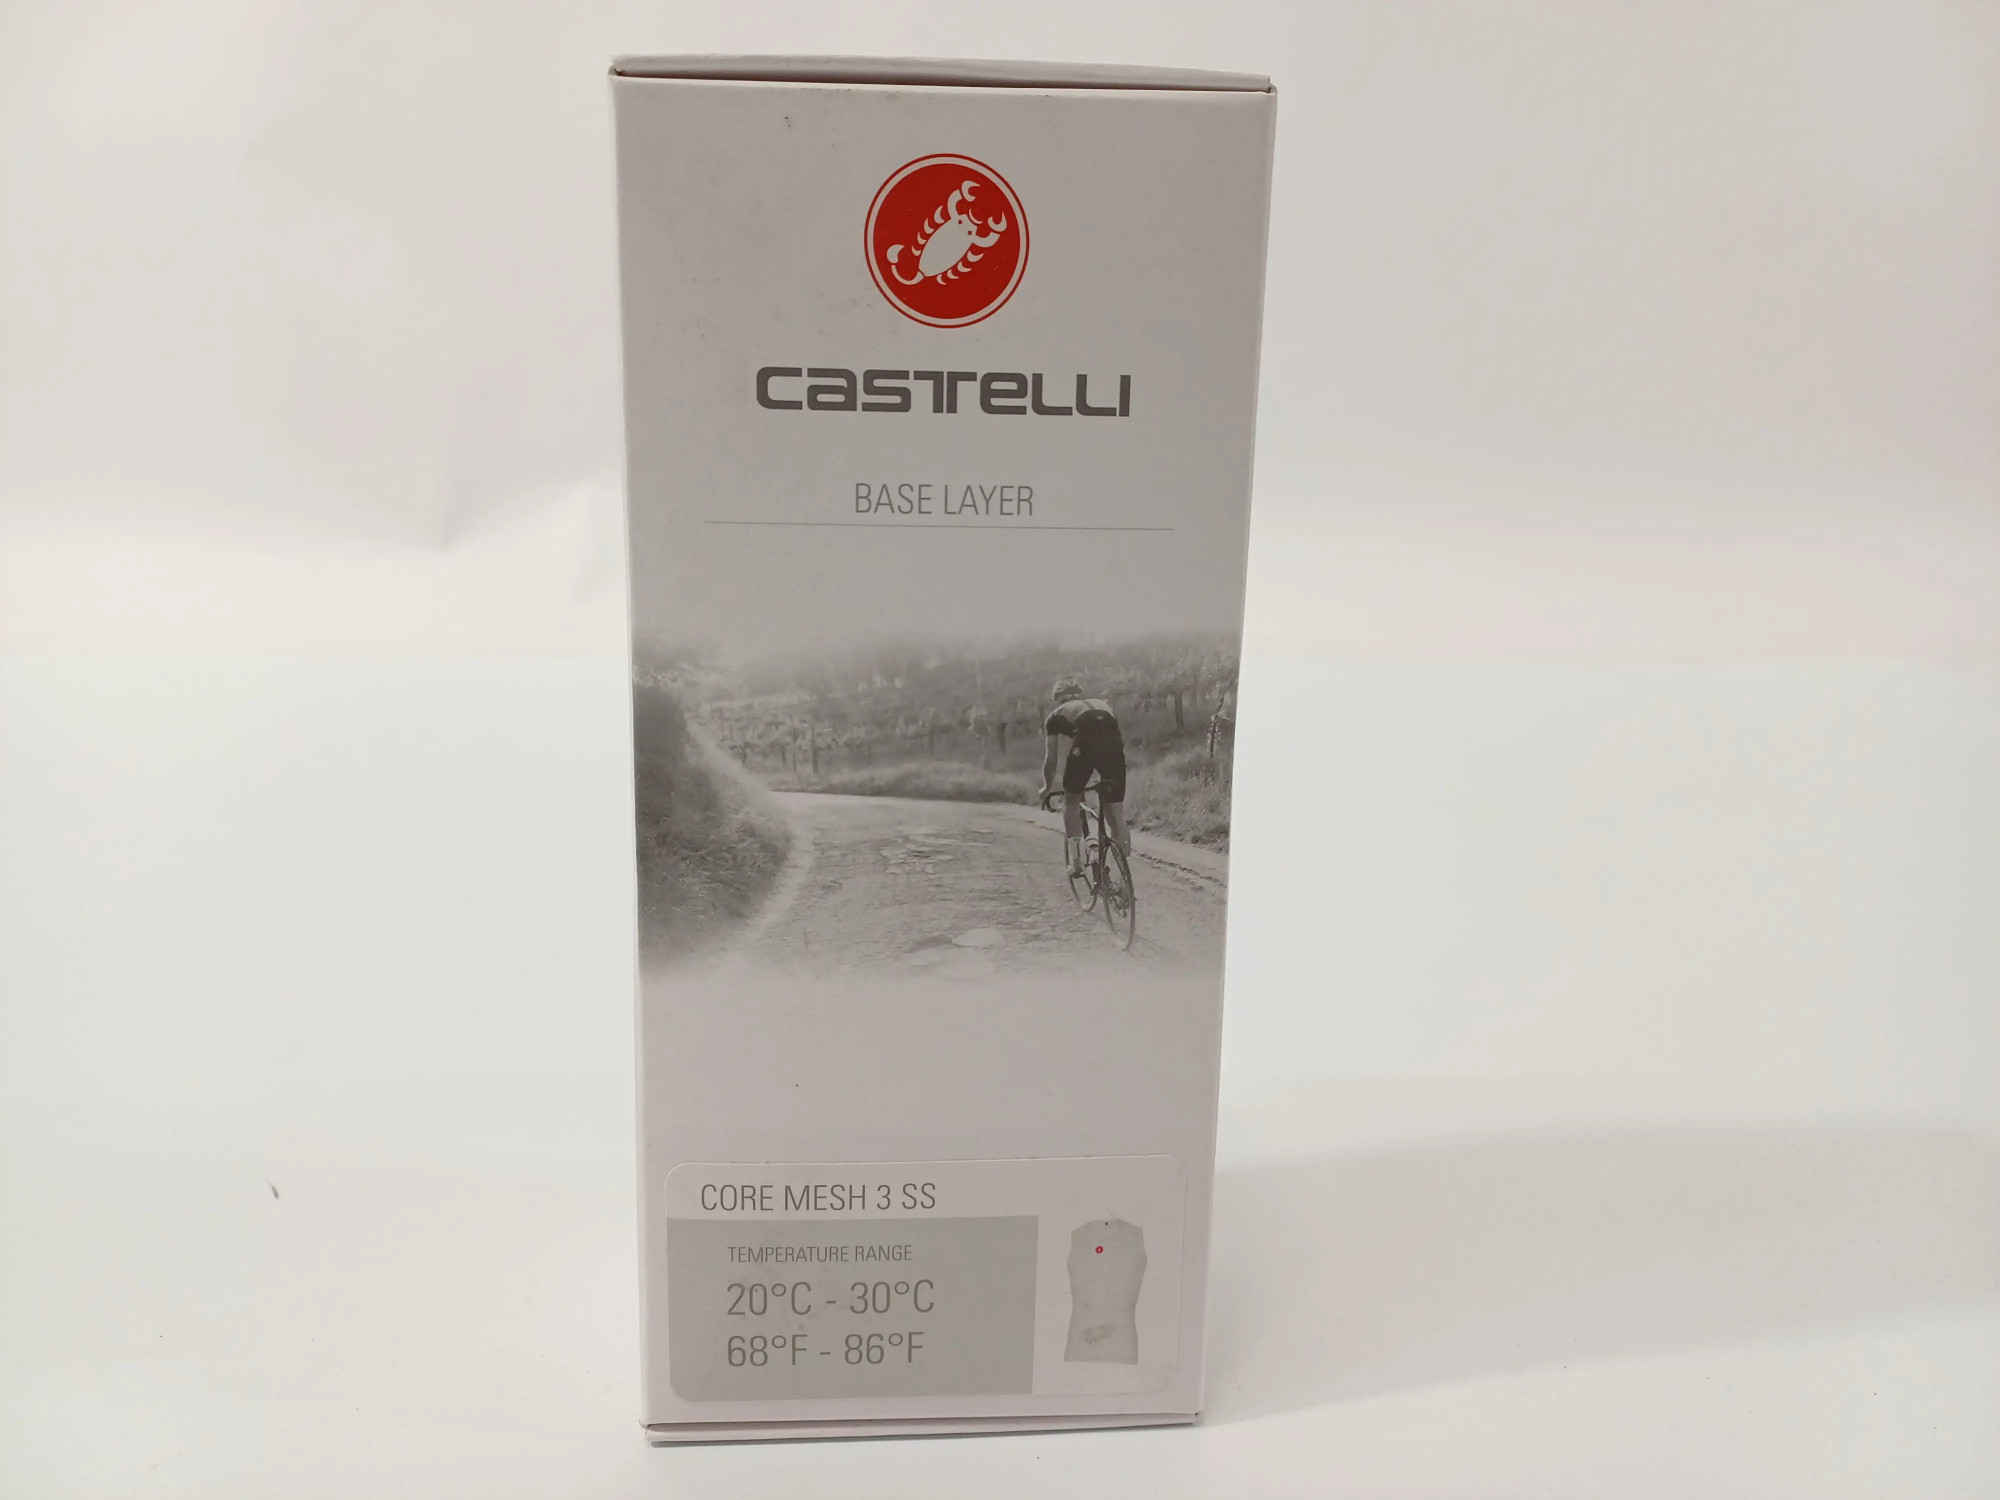 CASTELLI
BASE LAYER
CORE MESH 3 SS
TEMPERATURE RANGE
20°C - 30°C
68°F - 86°F